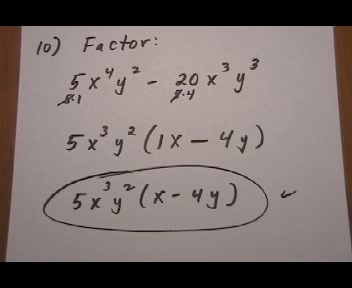 10) Factor:
5x⁴y² - 20x³y³
5·1 5·4
5x³y²(1x - 4y)
5x³y²(x - 4y) ✓